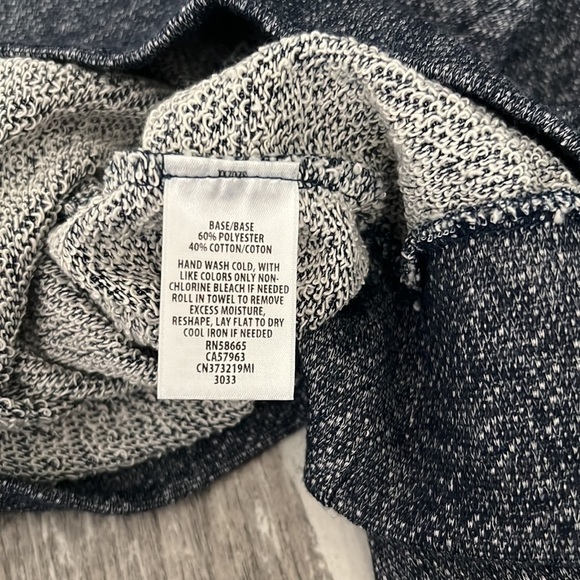 BASE/BASE
60% POLYESTER
40% COTTON/COTON
HAND WASH COLD, WITH
LIKE COLORS ONLY NON-
CHLORINE BLEACH IF NEEDED
ROLL IN TOWEL TO REMOVE
EXCESS MOISTURE,
RESHAPE, LAY FLAT TO DRY
COOL IRON IF NEEDED
RN58665
CA57963
CN373219MI
3033